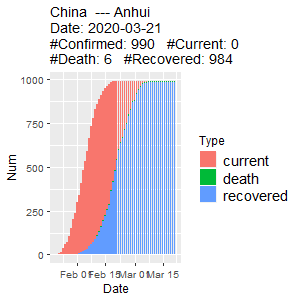 China --- Anhui
Date: 2020-03-21
#Confirmed: 990 #Current: 0
#Death: 6 #Recovered: 984
1000
750
500
250
0
Num
Feb 01 Feb 15 Mar 01 Mar 15
Date
Type
current
death
recovered